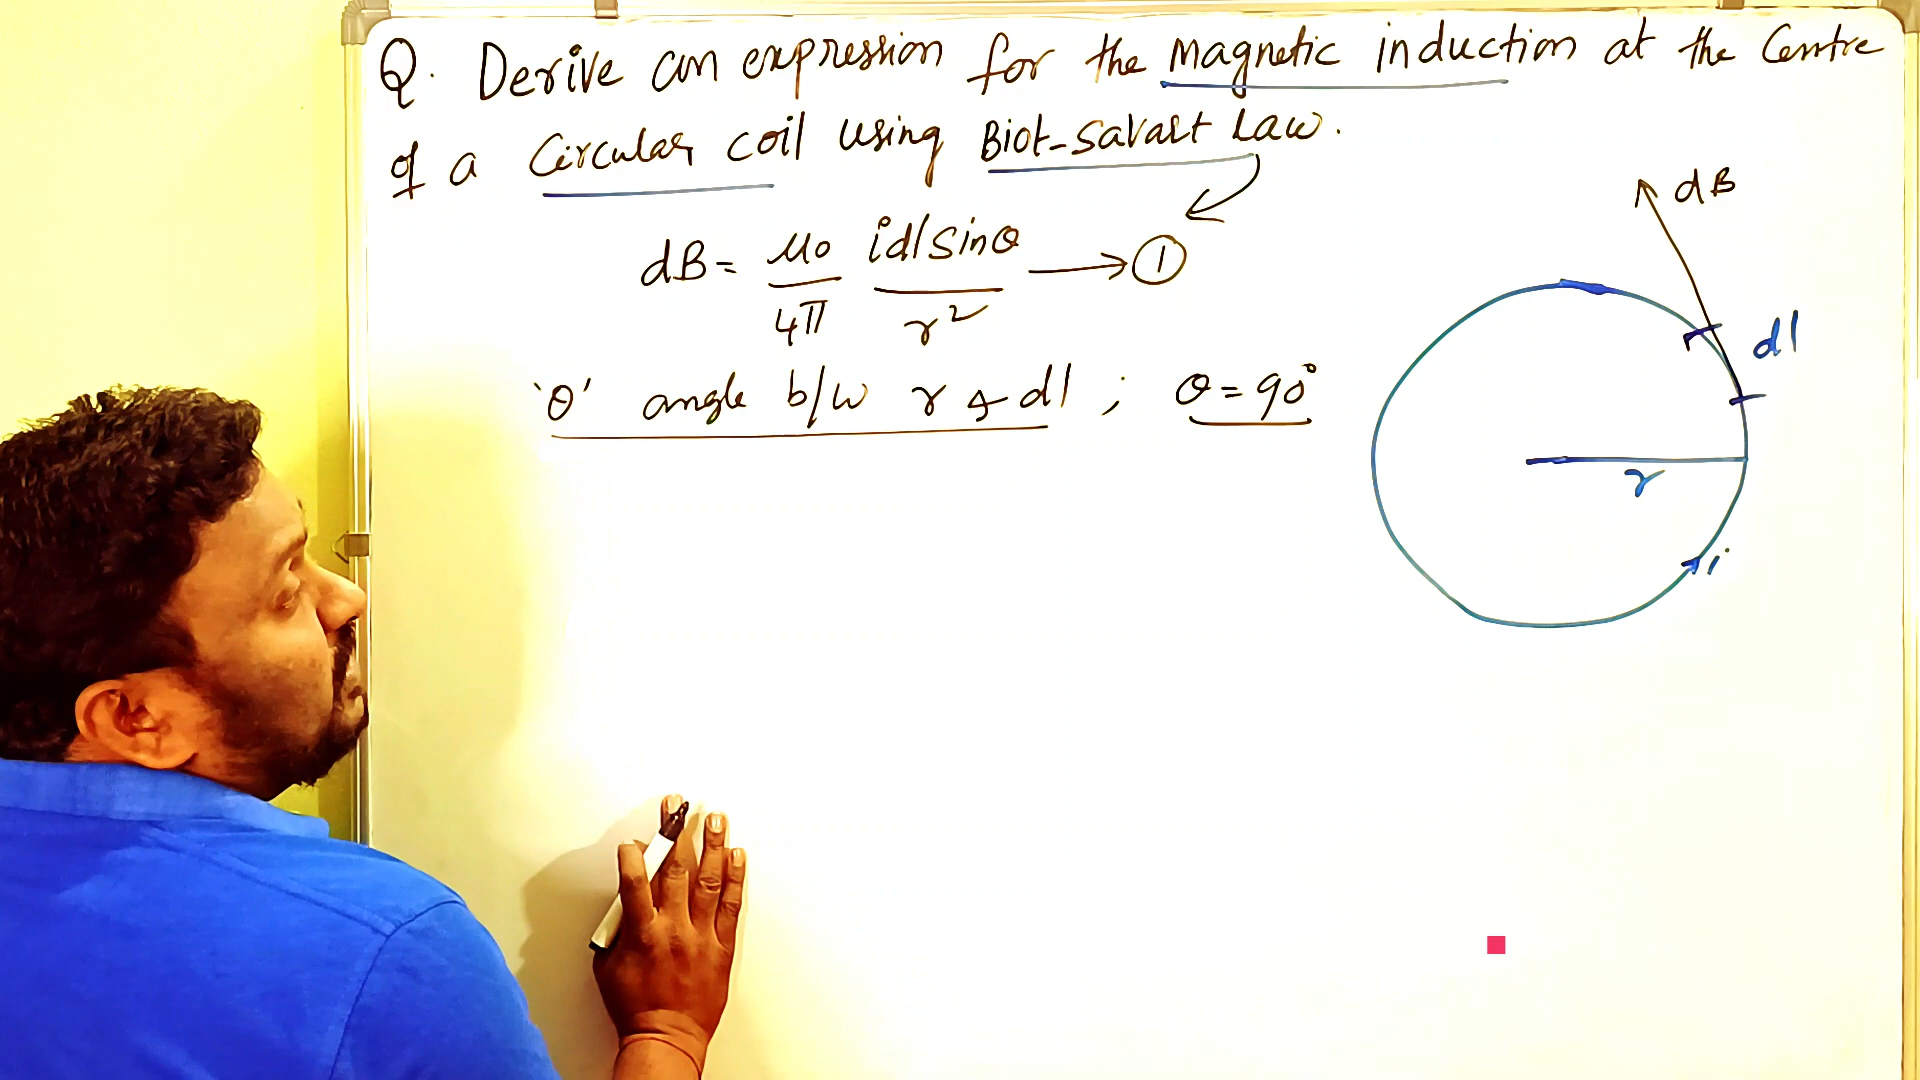 Q. Derive an expression for the magnetic induction at the Centre
of a Circular coil using Biot-Savart Law.
dB = μ0/4π idl sinθ/r² → ①
'θ' angle b/w r & dl ; θ = 90°
dB
dl
r
i